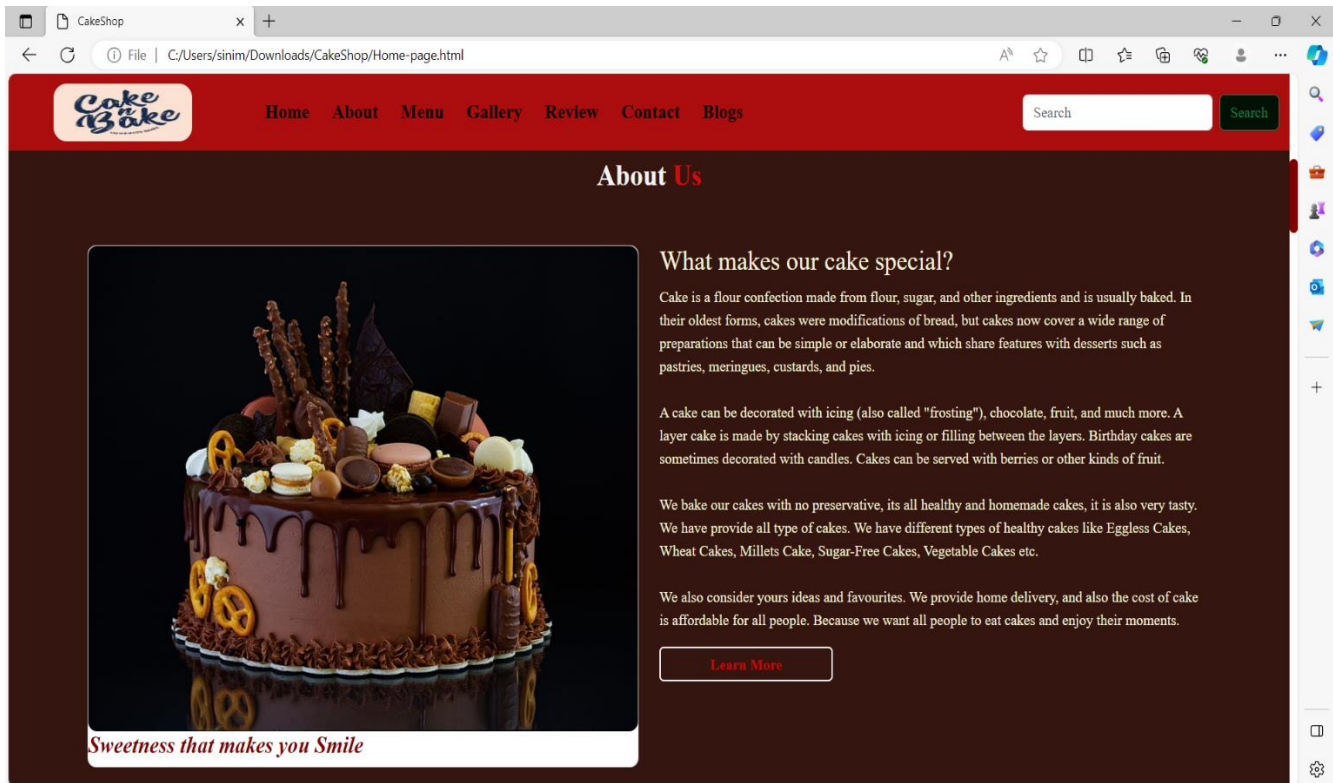 CakeShop
File | C:/Users/sinim/Downloads/CakeShop/Home-page.html
Cake n Bake
Home About Menu Gallery Review Contact Blogs
Search
Search
About Us
What makes our cake special?
Cake is a flour confection made from flour, sugar, and other ingredients and is usually baked. In
their oldest forms, cakes were modifications of bread, but cakes now cover a wide range of
preparations that can be simple or elaborate and which share features with desserts such as
pastries, meringues, custards, and pies.
A cake can be decorated with icing (also called "frosting"), chocolate, fruit, and much more. A
layer cake is made by stacking cakes with icing or filling between the layers. Birthday cakes are
sometimes decorated with candles. Cakes can be served with berries or other kinds of fruit.
We bake our cakes with no preservative, its all healthy and homemade cakes, it is also very tasty.
We have provide all type of cakes. We have different types of healthy cakes like Eggless Cakes,
Wheat Cakes, Millets Cake, Sugar-Free Cakes, Vegetable Cakes etc.
We also consider yours ideas and favourites. We provide home delivery, and also the cost of cake
is affordable for all people. Because we want all people to eat cakes and enjoy their moments.
Learn More
Sweetness that makes you Smile